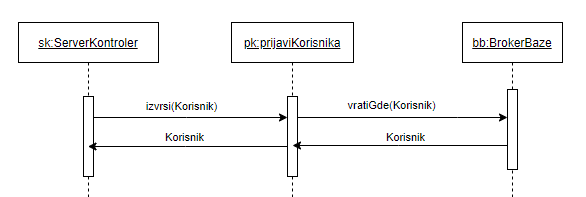 sk:ServerKontroler
pk:prijaviKorisnika
bb:BrokerBaze
izvrsi(Korisnik)
vratiGde(Korisnik)
Korisnik
Korisnik